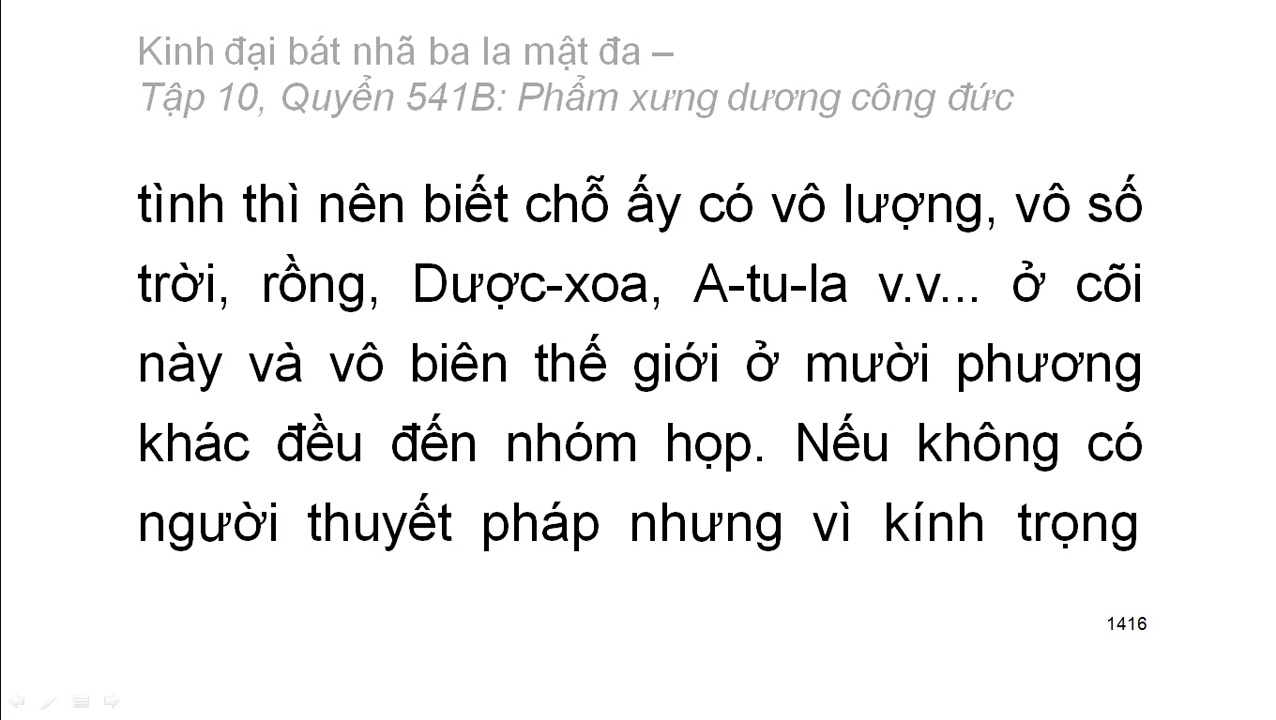 Kinh đại bát nhã ba la mật đa –
Tập 10, Quyển 541B: Phẩm xưng dương công đức
tình thì nên biết chỗ ấy có vô lượng, vô số
trời, rồng, Dược-xoa, A-tu-la v.v... ở cõi
này và vô biên thế giới ở mười phương
khác đều đến nhóm họp. Nếu không có
người thuyết pháp nhưng vì kính trọng
1416